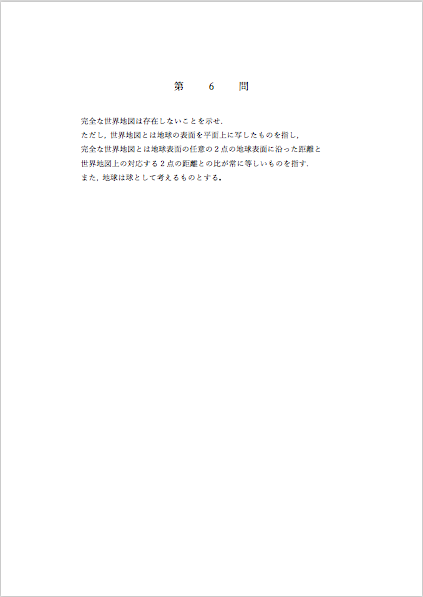 第 6 問
完全な世界地図は存在しないことを示せ.
ただし, 世界地図とは地球の表面を平面上に写したものを指し,
完全な世界地図とは地球表面の任意の２点の地球表面に沿った距離と
世界地図上の対応する２点の距離との比が常に等しいものを指す.
また, 地球は球として考えるものとする。